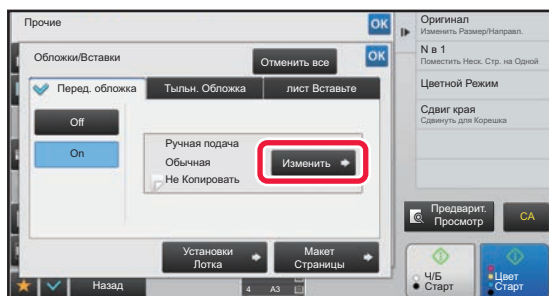 Прочие
OK
Обложки/Вставки
Отменить все
OK
Перед. обложка
Тыльн. Обложка
лист Вставьте
Off
On
Ручная подача
Обычная
Не Копировать
Изменить
Установки
Лотка
Макет
Страницы
Назад
4
A3
Оригинал
Изменить Размер/Направл.
N в 1
Поместить Неск. Стр. на Одной
Цветной Режим
Сдвиг края
Сдвинуть для Корешка
Предварит.
Просмотр
CA
Ч/Б
Старт
Цвет
Старт